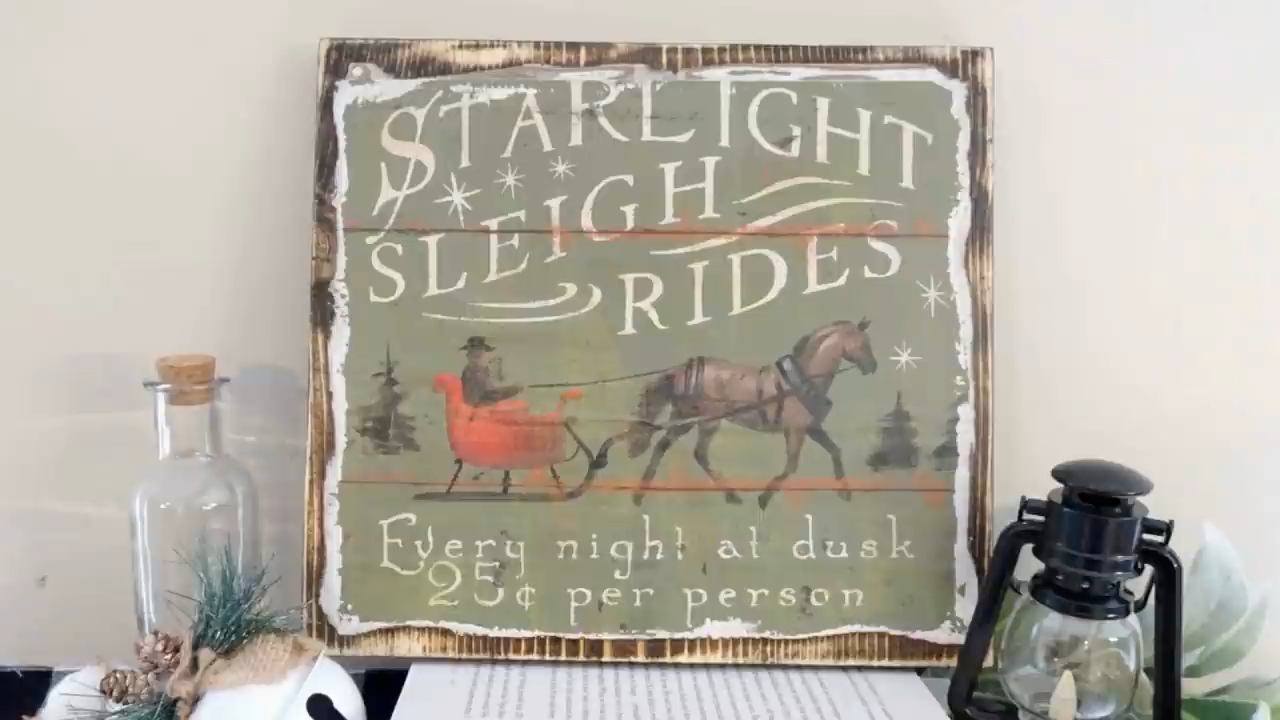 STARLIGHT
SLEIGH
RIDES
Every night at dusk
25¢ per person